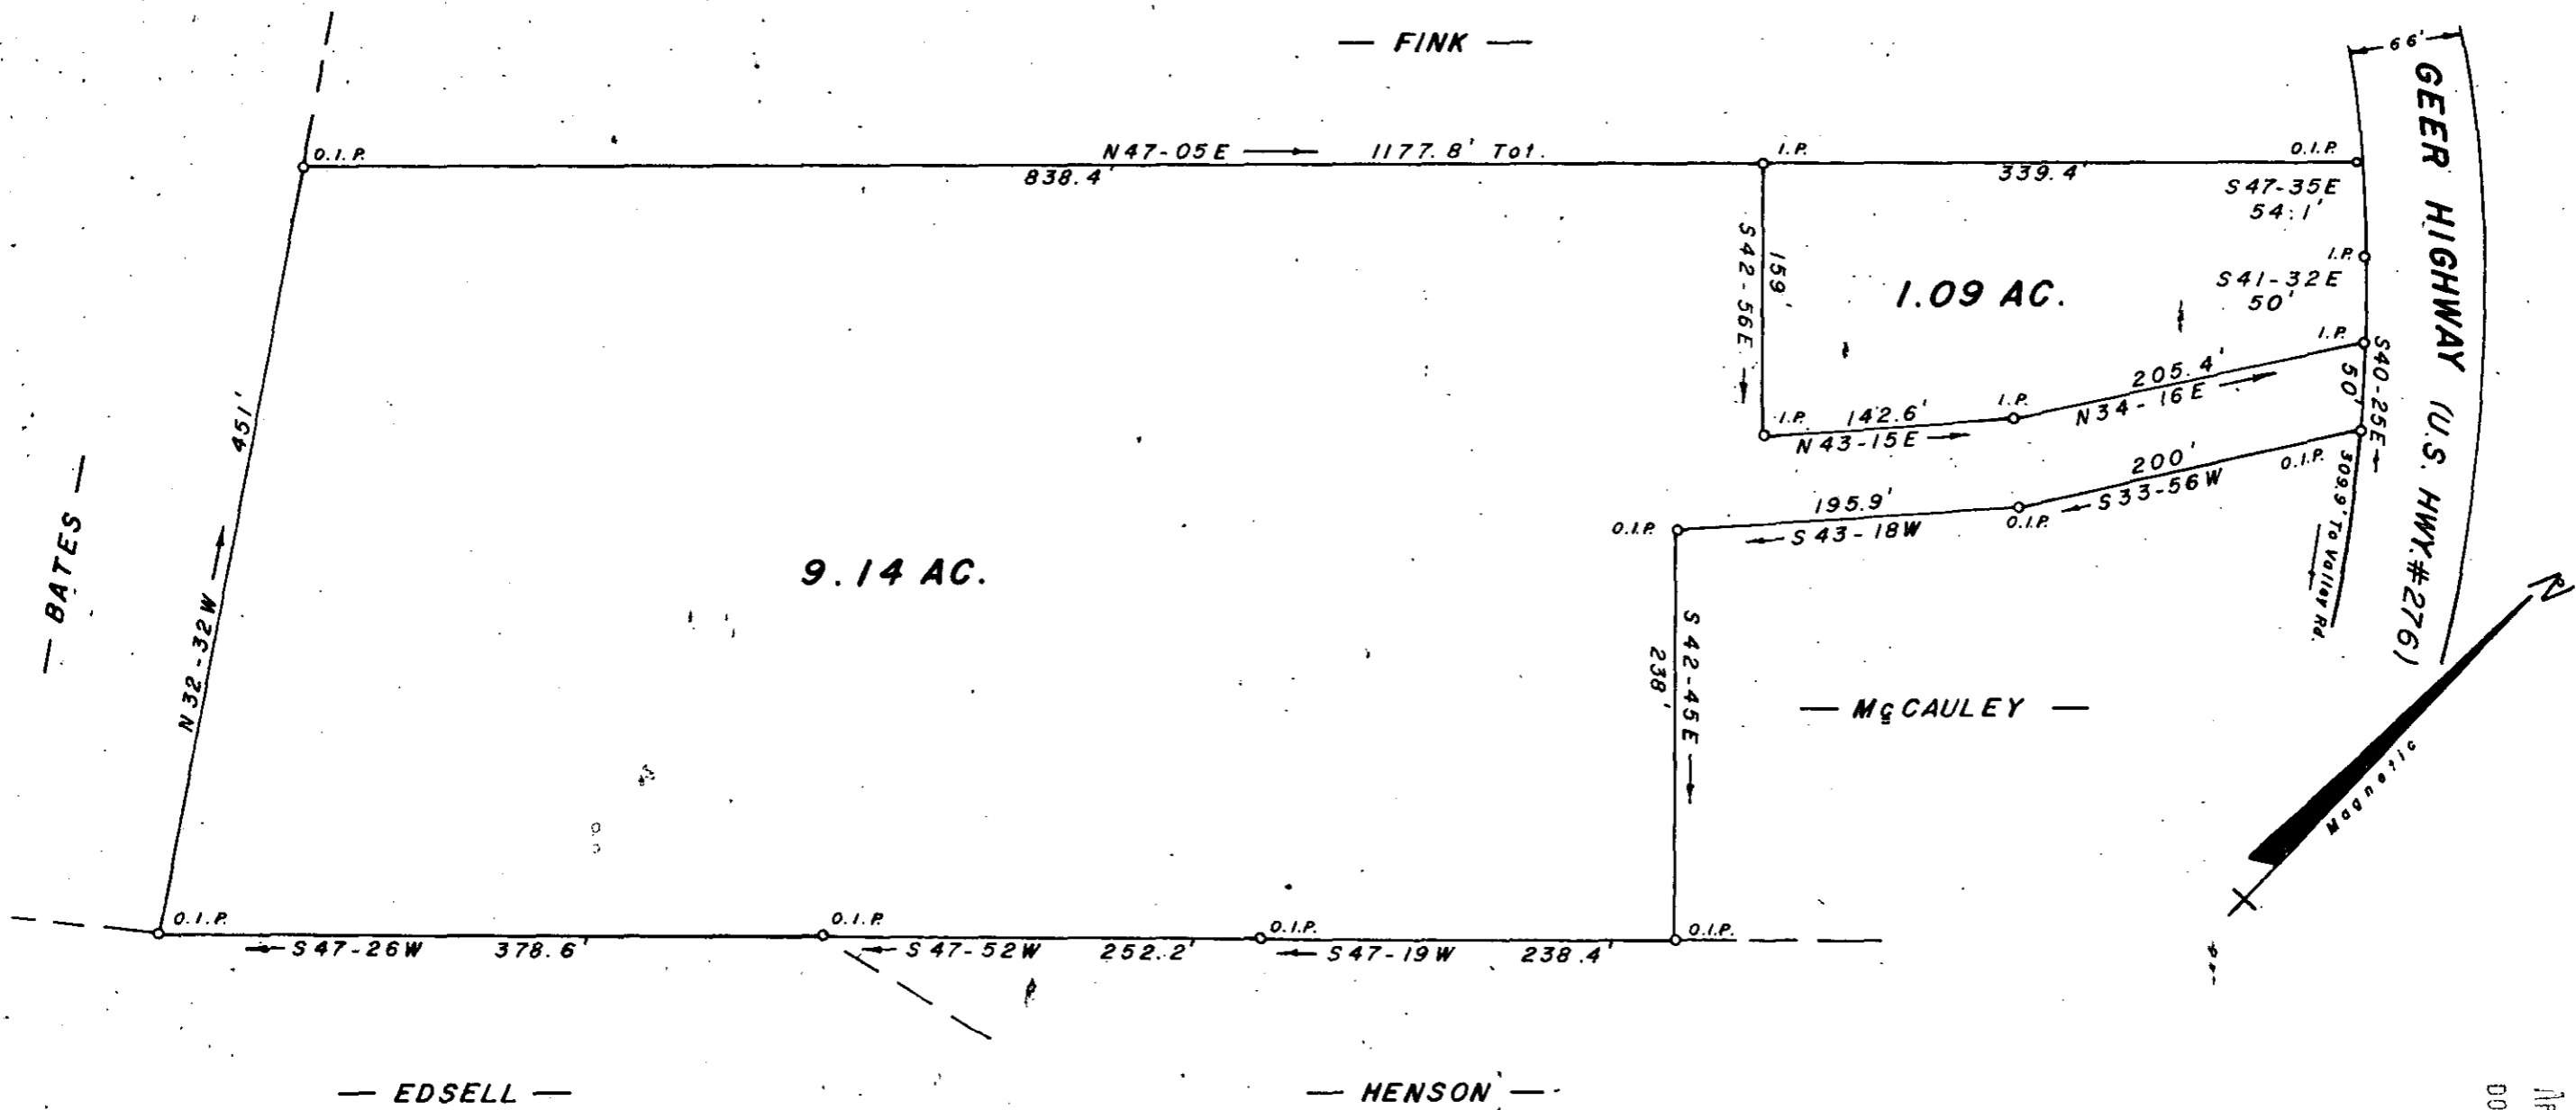 — FINK —
66'
GEER HIGHWAY (U.S. HWY.#276)
O.I.P.
N47-05E 1177.8' Tot.
838.4'
I.P.
339.4'
O.I.P.
S47-35E
54.1'
I.P.
S41-32E
50'
I.P.
S42-56E
159'
1.09 AC.
205.4'
N34-16E
I.P.
142.6'
N43-15E
I.P.
S40-25E
50'
O.I.P.
309.9' To Valley Rd.
200'
S33-56W
195.9'
S43-18W
O.I.P.
O.I.P.
451'
N32-32W
— BATES —
9.14 AC.
S42-45E
238'
— McCAULEY —
N
Magnetic
O.I.P.
S47-26W 378.6'
O.I.P.
S47-52W 252.2'
O.I.P.
S47-19W 238.4'
O.I.P.
— EDSELL —
— HENSON —